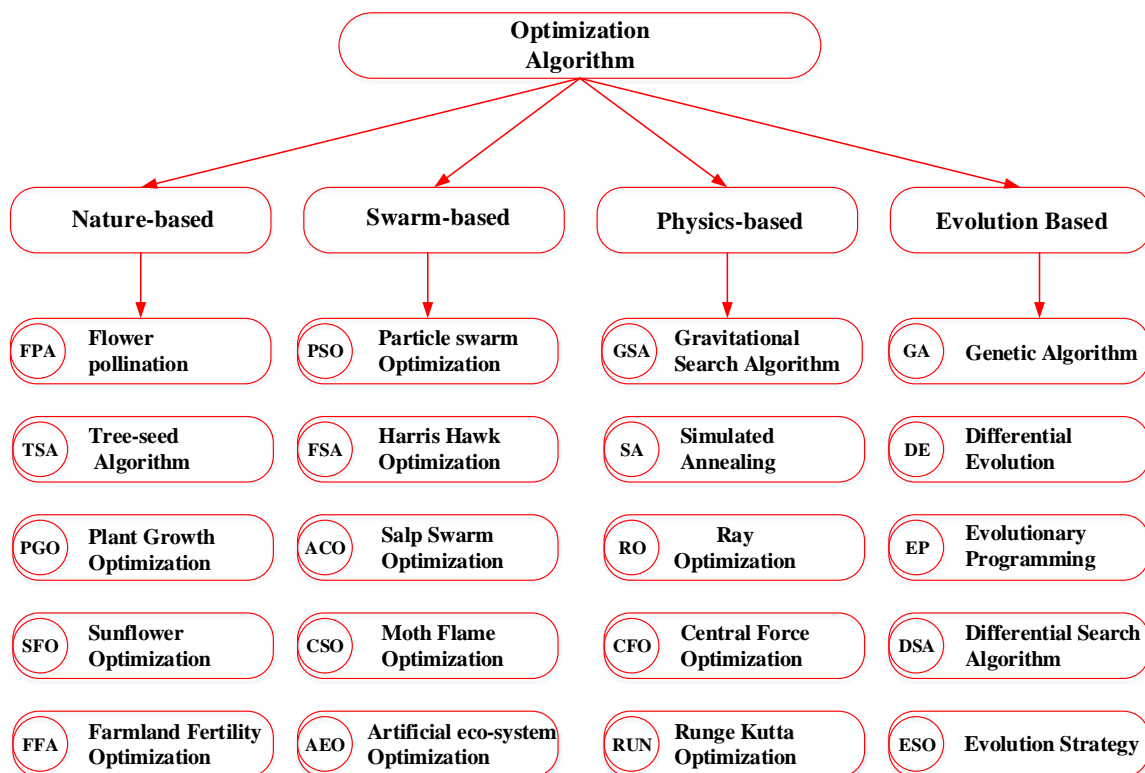 Optimization
Algorithm
Nature-based
Swarm-based
Physics-based
Evolution Based
FPA
Flower
pollination
PSO
Particle swarm
Optimization
GSA
Gravitational
Search Algorithm
GA
Genetic Algorithm
TSA
Tree-seed
Algorithm
FSA
Harris Hawk
Optimization
SA
Simulated
Annealing
DE
Differential
Evolution
PGO
Plant Growth
Optimization
ACO
Salp Swarm
Optimization
RO
Ray
Optimization
EP
Evolutionary
Programming
SFO
Sunflower
Optimization
CSO
Moth Flame
Optimization
CFO
Central Force
Optimization
DSA
Differential Search
Algorithm
FFA
Farmland Fertility
Optimization
AEO
Artificial eco-system
Optimization
RUN
Runge Kutta
Optimization
ESO
Evolution Strategy